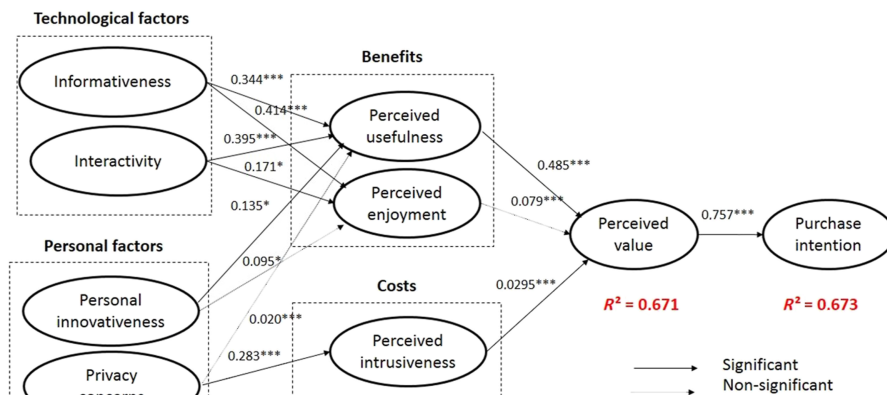 Technological factors
Informativeness
Interactivity
0.344***
0.414***
0.395***
0.171*
0.135*
Benefits
Perceived
usefulness
Perceived
enjoyment
0.485***
0.079***
Perceived
value
0.757***
Purchase
intention
R² = 0.671
R² = 0.673
Personal factors
Personal
innovativeness
Privacy
concerns
0.095*
0.020***
0.283***
Costs
Perceived
intrusiveness
0.0295***
Significant
Non-significant